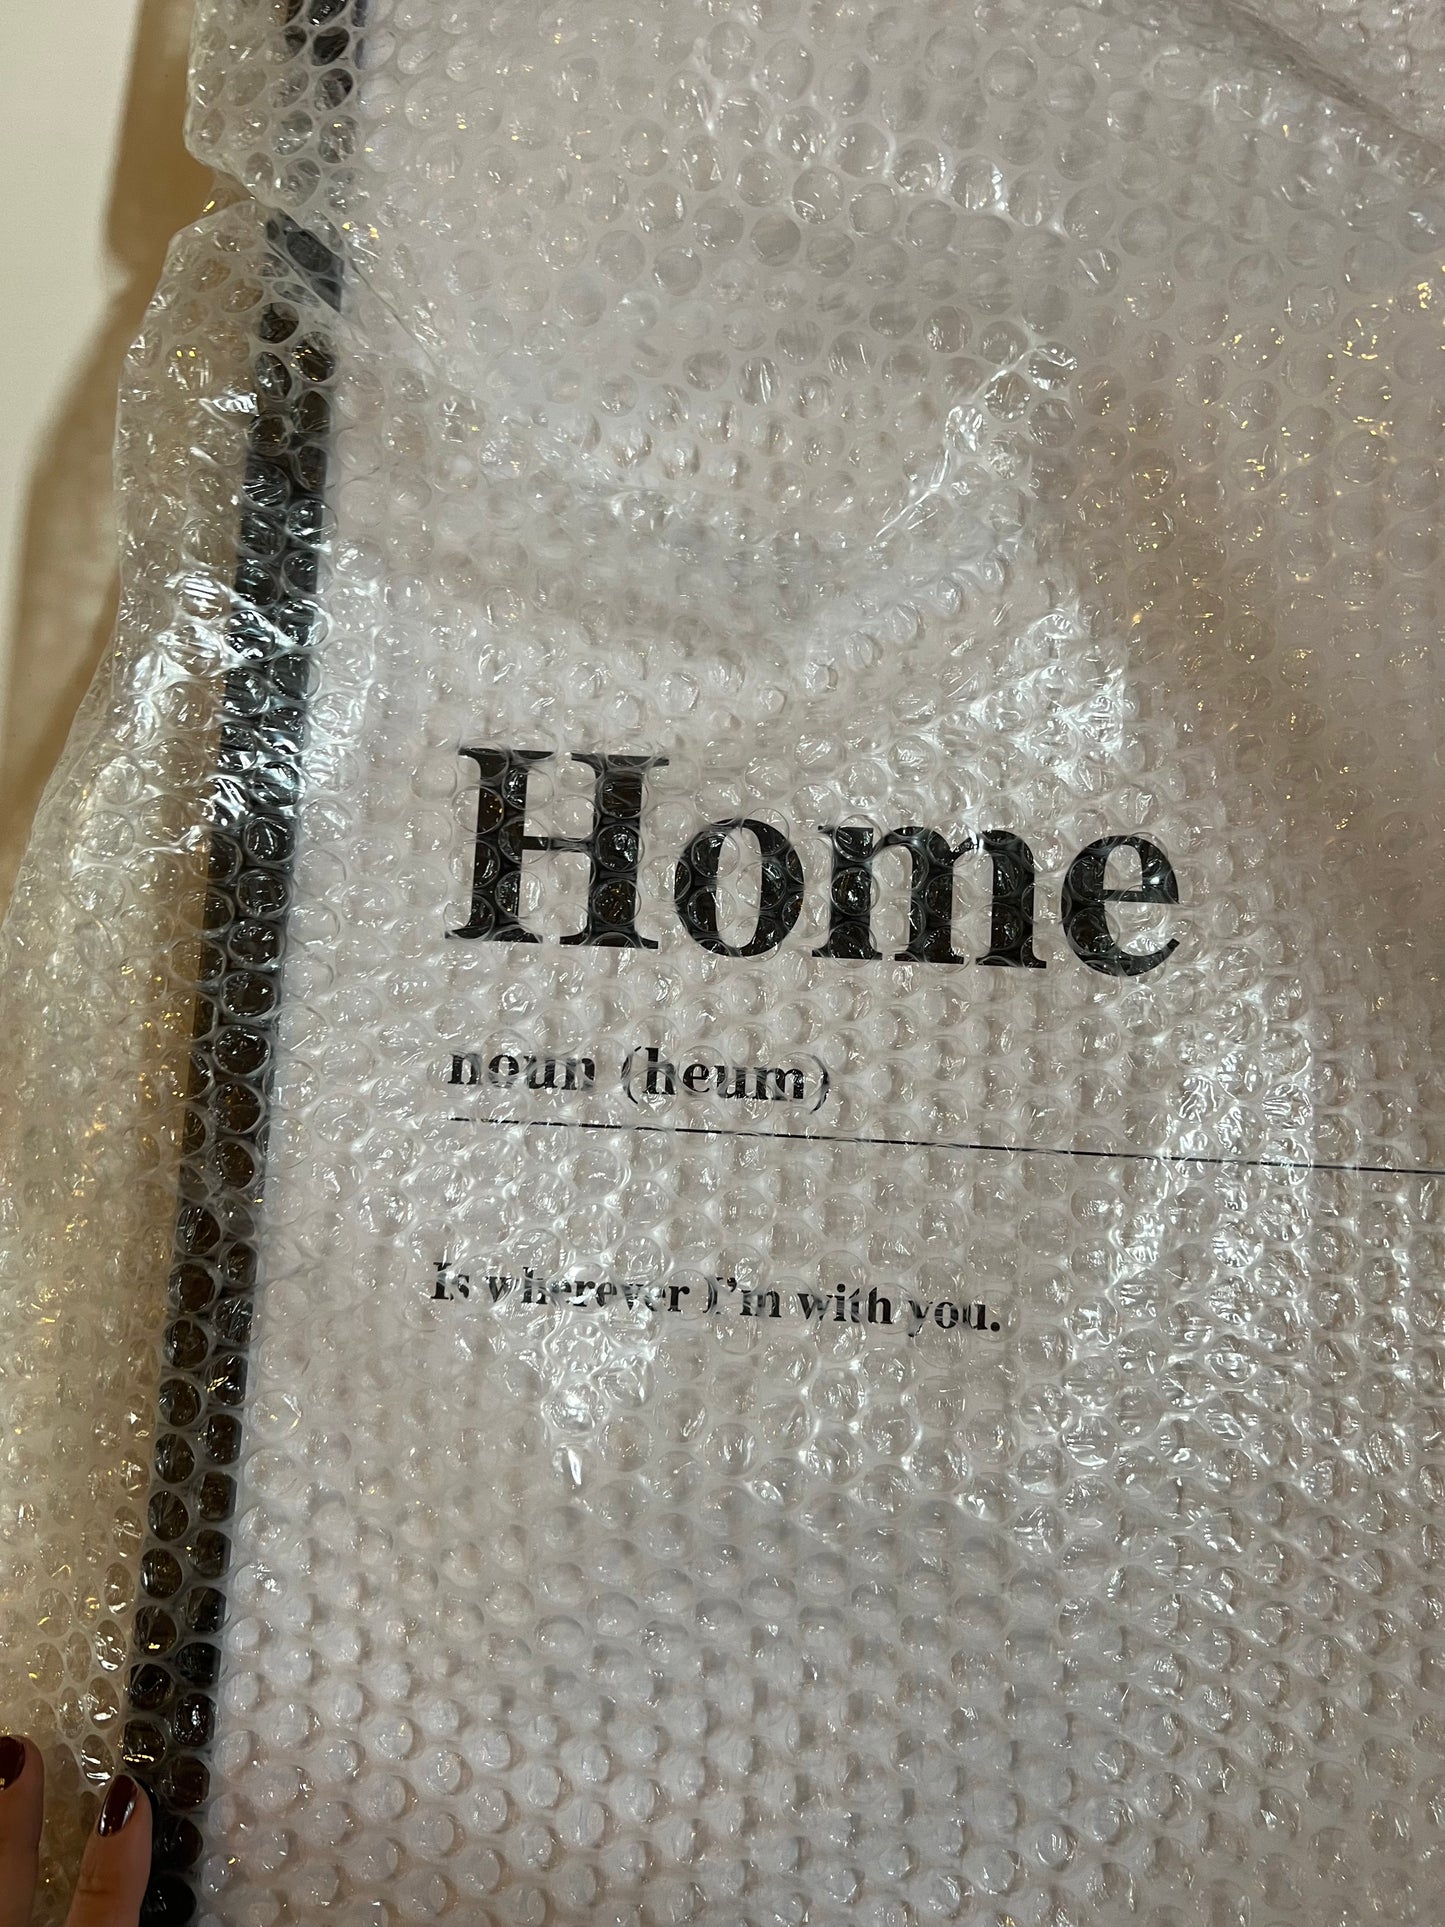 Home
noun (heum)
Is wherever I'm with you.